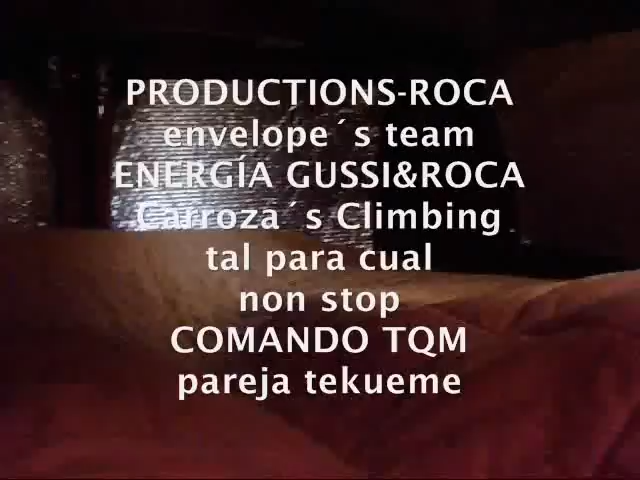 PRODUCTIONS-ROCA
envelope´s team
ENERGÍA GUSSI&ROCA
Carroza´s Climbing
tal para cual
non stop
COMANDO TQM
pareja tekueme